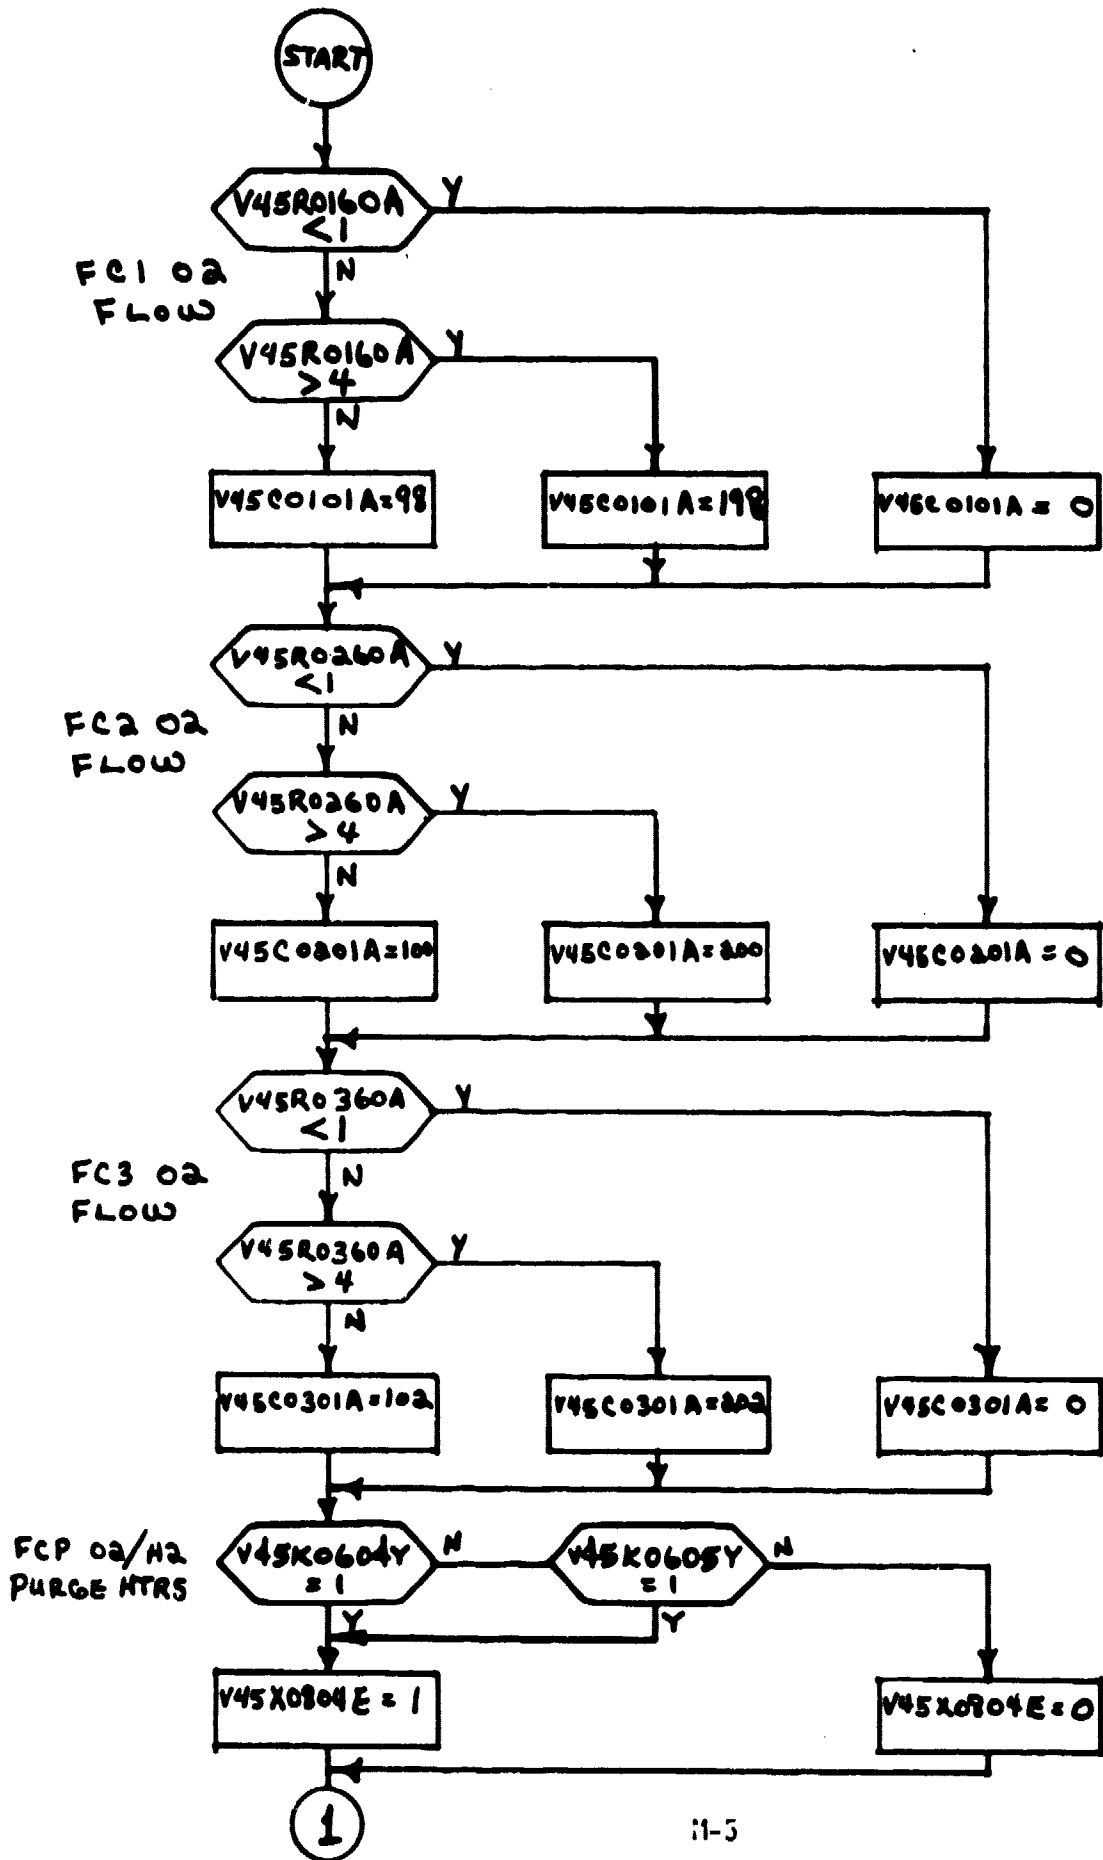 START
V45R0160A
< 1
Y
N
FC1 O2
FLOW
V45R0160A
> 4
Y
N
V45C0101A=98
V45C0101A=198
V45C0101A = 0
V45R0260A
< 1
Y
N
FC2 O2
FLOW
V45R0260A
> 4
Y
N
V45C0201A=100
V45C0201A=200
V45C0201A = 0
V45R0360A
< 1
Y
N
FC3 O2
FLOW
V45R0360A
> 4
Y
N
V45C0301A=102
V45C0301A=202
V45C0301A= 0
FCP O2/H2
PURGE HTRS
V45K0604Y
= 1
N
Y
V45K0605Y
= 1
N
Y
V45X0804E = 1
V45X0804E=0
1